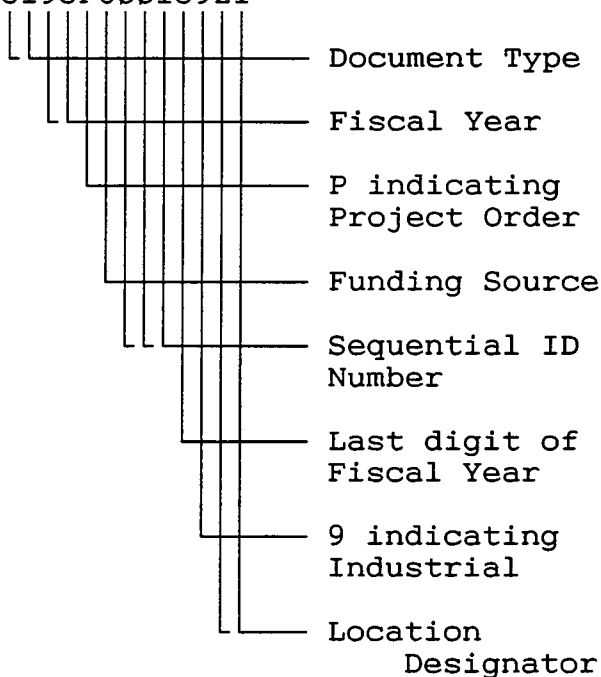 Document Type
Fiscal Year
P indicating
Project Order
Funding Source
Sequential ID
Number
Last digit of
Fiscal Year
9 indicating
Industrial
Location
Designator